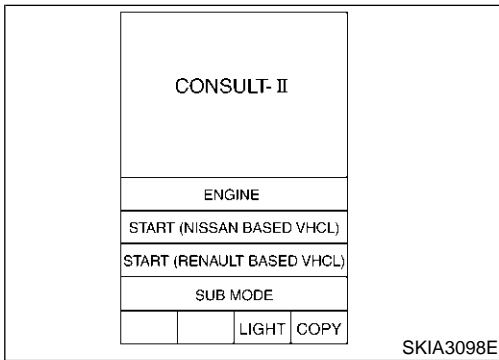 CONSULT-Ⅱ
ENGINE
START (NISSAN BASED VHCL)
START (RENAULT BASED VHCL)
SUB MODE
LIGHT COPY
SKIA3098E